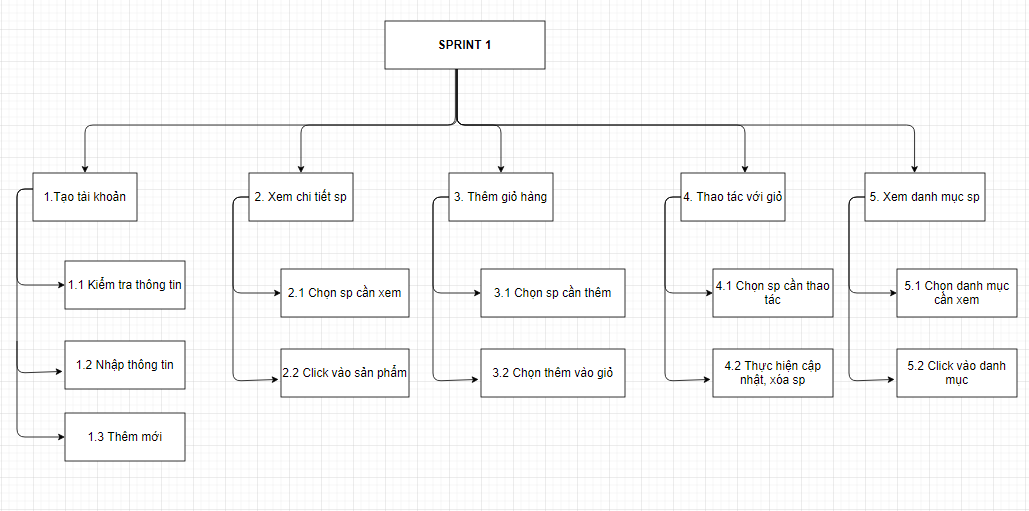 SPRINT 1
1.Tạo tài khoản
2. Xem chi tiết sp
3. Thêm giỏ hàng
4. Thao tác với giỏ
5. Xem danh mục sp
1.1 Kiểm tra thông tin
2.1 Chọn sp cần xem
3.1 Chọn sp cần thêm
4.1 Chọn sp cần thao
tác
5.1 Chọn danh mục
cần xem
1.2 Nhập thông tin
2.2 Click vào sản phẩm
3.2 Chọn thêm vào giỏ
4.2 Thực hiện cập
nhật, xóa sp
5.2 Click vào danh
mục
1.3 Thêm mới